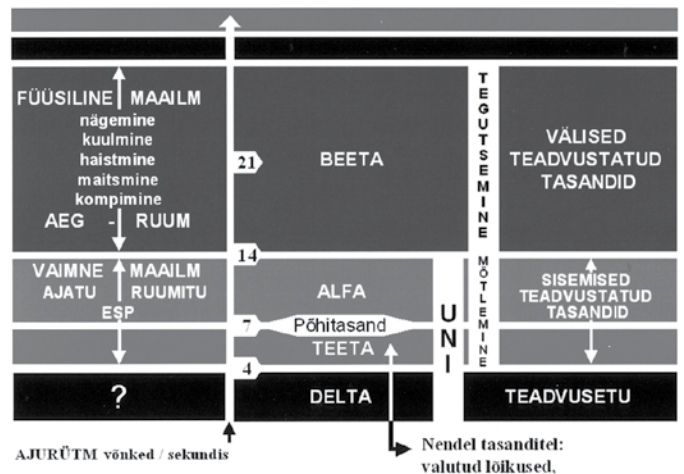 FÜÜSILINE MAAILM
nägemine
kuulmine
haistmine
maitsmine
kompimine
AEG - RUUM
VAIMNE MAAILM
AJATU RUUMITU
ESP
?
21
14
7
4
BEETA
ALFA
Põhitasand
TEETA
DELTA
UNI
TEGUTSEMINE
MÕTLEMINE
VÄLISED
TEADVUSTATUD
TASANDID
SISEMISED
TEADVUSTATUD
TASANDID
TEADVUSETU
AJURÜTM võnked / sekundis
Nendel tasanditel:
valutud lõikused,